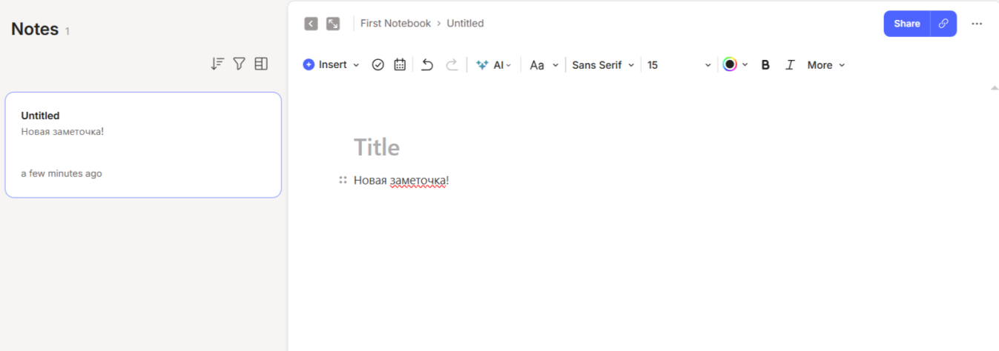 Notes 1
Untitled
Новая заметочка!
a few minutes ago
First Notebook > Untitled
Share
Insert
AI
Aa
Sans Serif
15
B
I
More
Title
Новая заметочка!